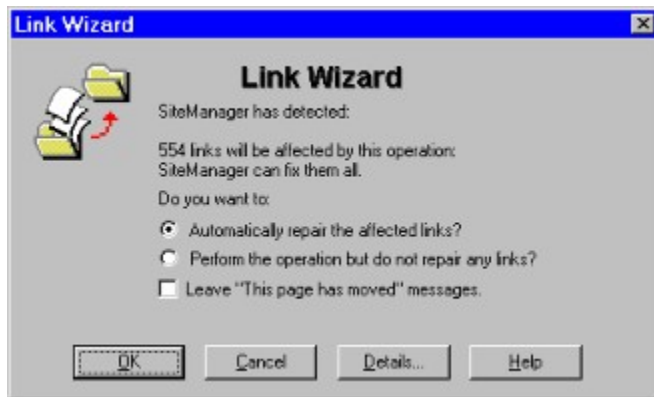 Link Wizard
Link Wizard
SiteManager has detected:
554 links will be affected by this operation:
SiteManager can fix them all.
Do you want to:
Automatically repair the affected links?
Perform the operation but do not repair any links?
Leave "This page has moved" messages.
OK Cancel Details... Help